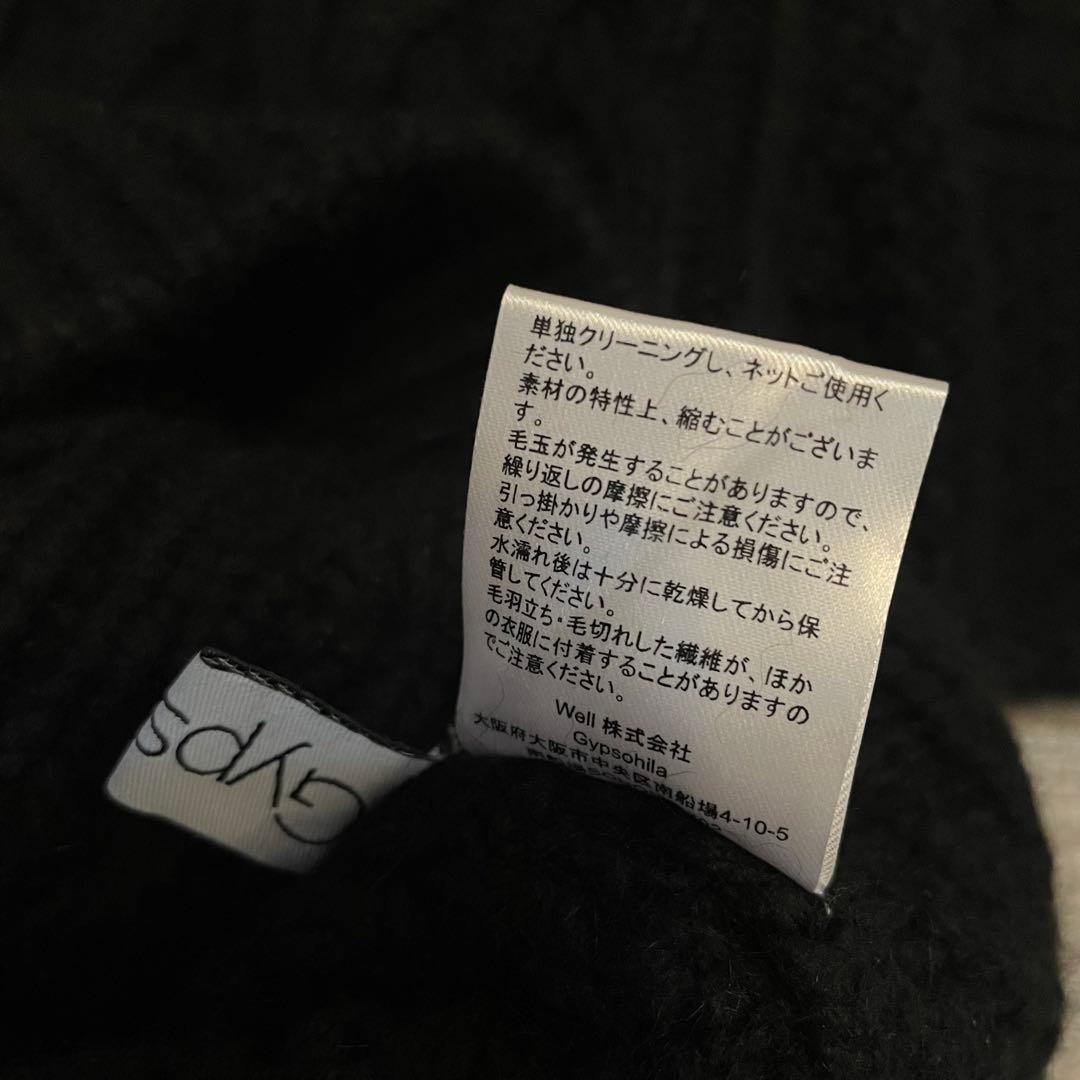 単独クリーニングし、ネットご使用く
ださい。
素材の特性上、縮むことがございま
す。
毛玉が発生することがありますので、
繰り返しの摩擦にご注意ください。
引っ掛かりや摩擦による損傷にご注
意ください。
水濡れ後は十分に乾燥してから保
管してください。
毛羽立ち・毛切れした繊維が、ほか
の衣服に付着することがありますの
でご注意ください。
Well 株式会社
Gypsohila
大阪府大阪市中央区南船場4-10-5
Gyps